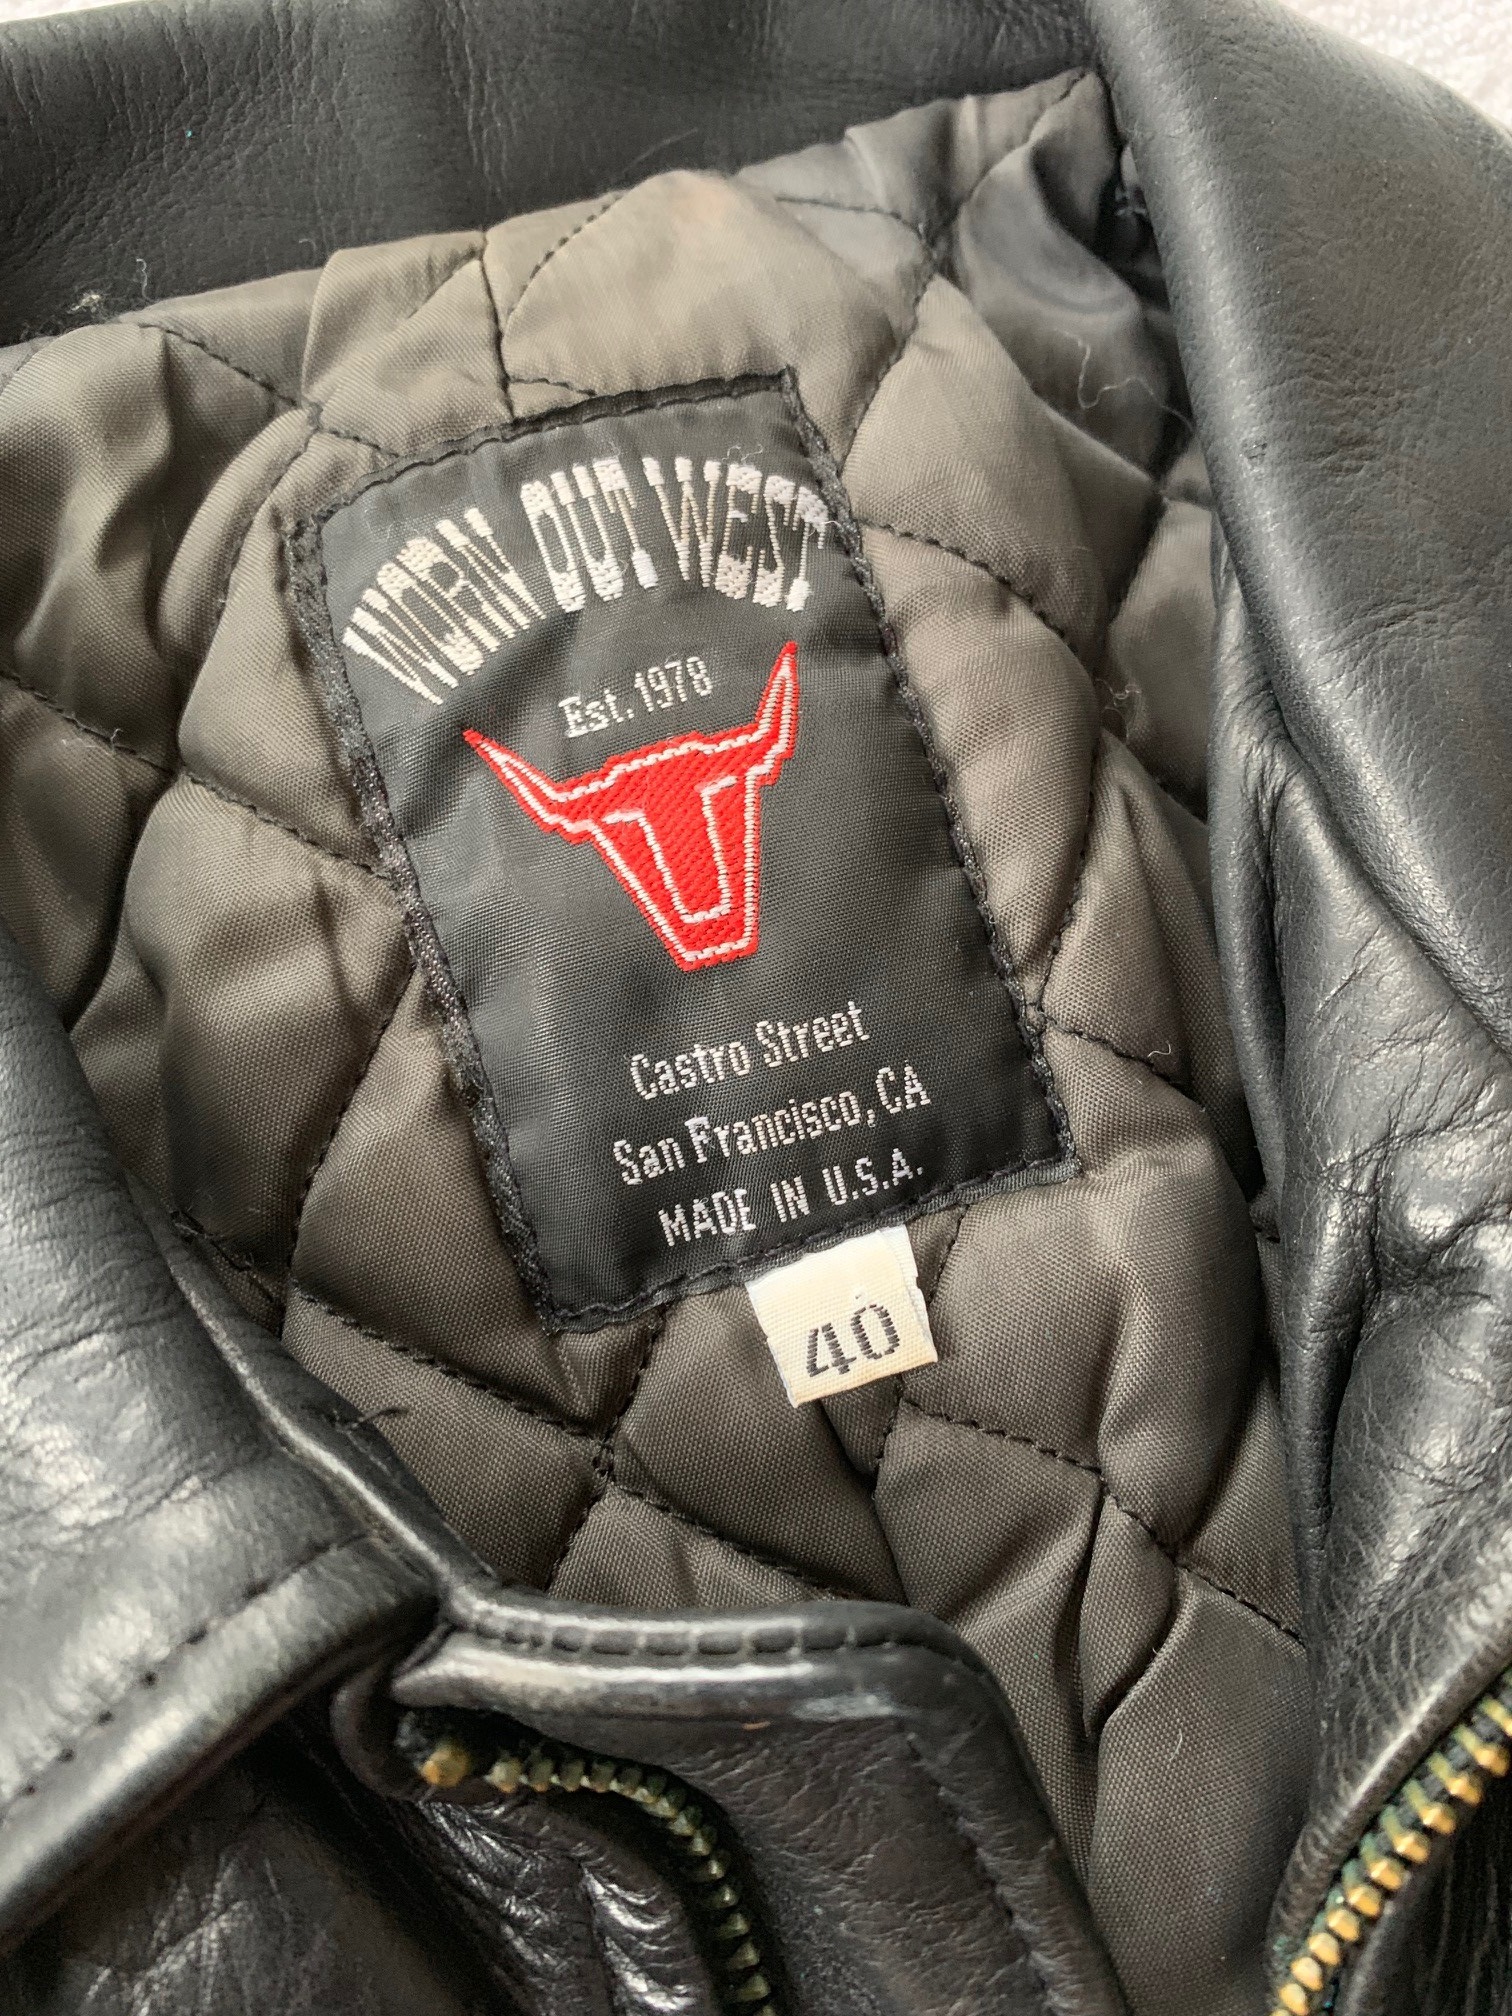 WORN OUT WEST
Est. 1978
Castro Street
San Francisco, CA
MADE IN U.S.A.
40